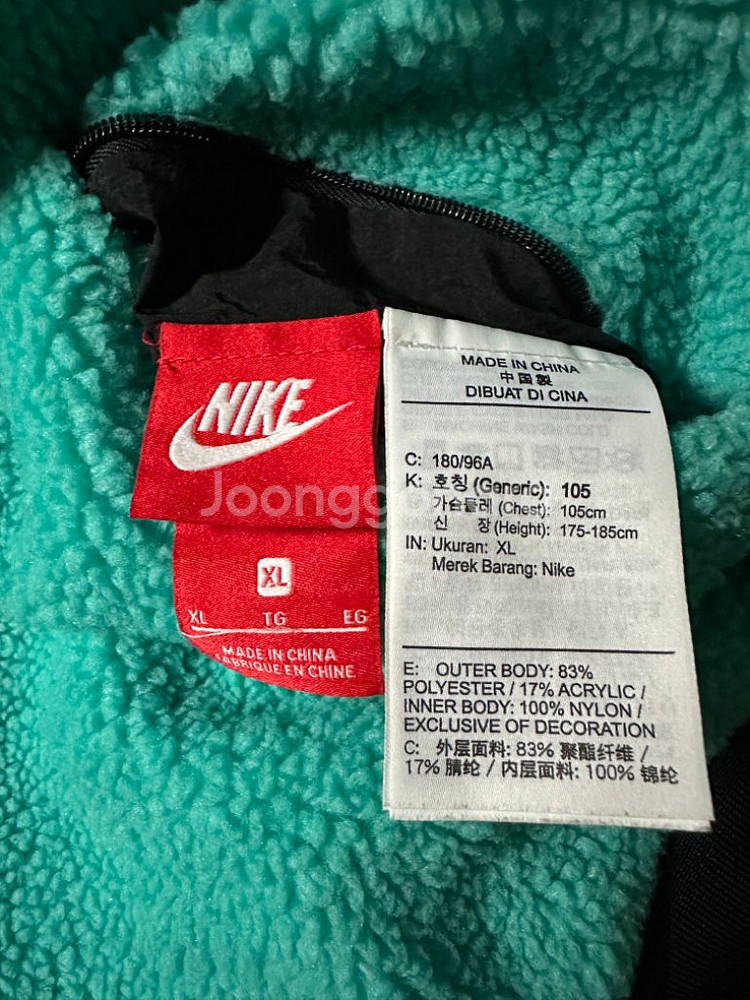 NIKE
XL
XL TG EG
MADE IN CHINA
FABRIQUE EN CHINE
MADE IN CHINA
中国製
DIBUAT DI CINA
C: 180/96A
K: 호칭 (Generic): 105
가슴둘레 (Chest): 105cm
신 장 (Height): 175-185cm
IN: Ukuran: XL
Merek Barang: Nike
E: OUTER BODY: 83%
POLYESTER / 17% ACRYLIC /
INNER BODY: 100% NYLON /
EXCLUSIVE OF DECORATION
C: 外层面料: 83% 聚酯纤维 /
17% 腈纶 / 内层面料: 100% 锦纶